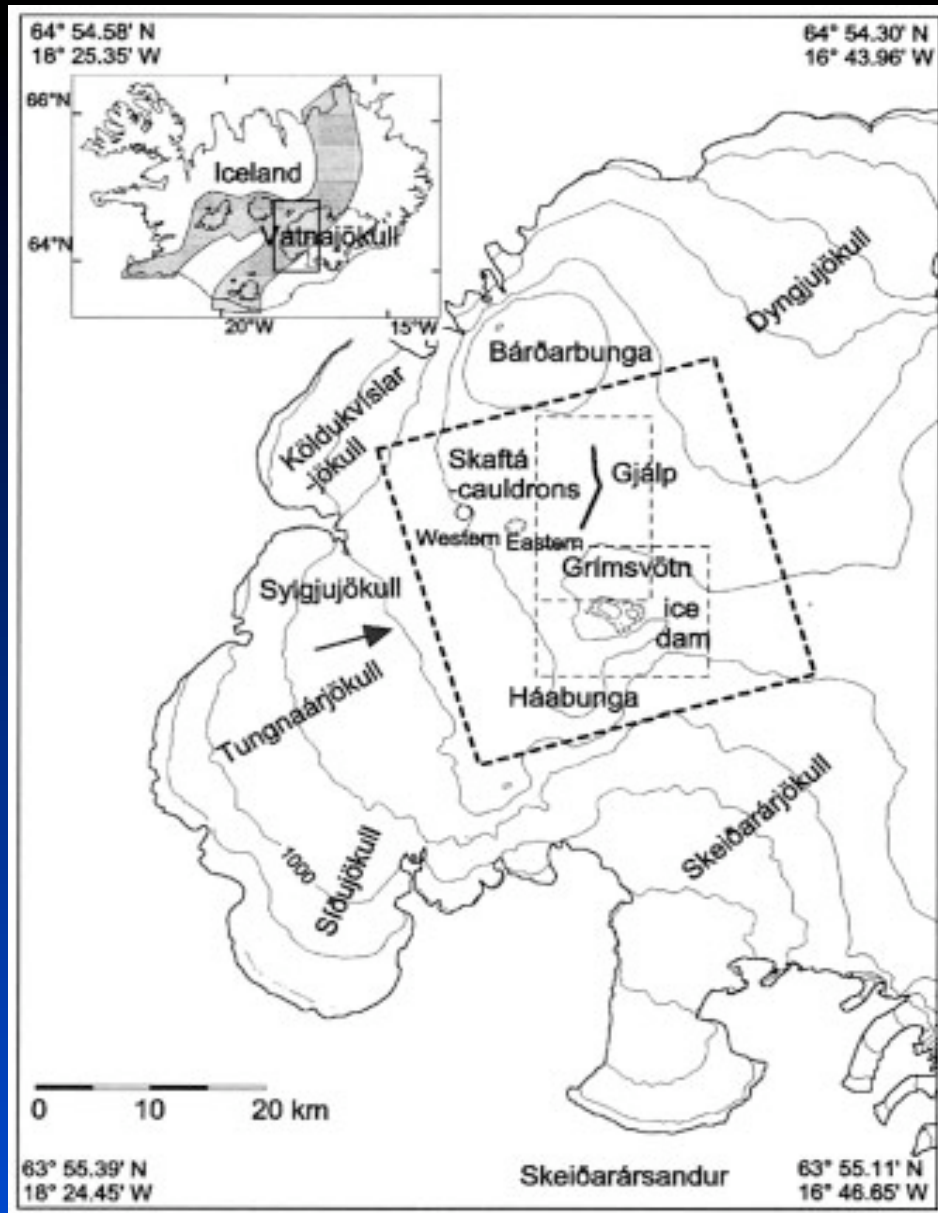 64° 54.58' N
18° 25.35' W
64° 54.30' N
16° 43.96' W
66°N
Iceland
64°N
Vatnajökull
20°W
15°W
Dyngjujökull
Bárðarbunga
Köldukvíslar
-jökull
Skaftá
-cauldrons
Gjálp
Western
Eastern
Grímsvötn
Sylgjujökull
ice
dam
Tungnaárjökull
Háabunga
Skeiðarárjökull
1000
Síðujökull
0 10 20 km
63° 55.39' N
18° 24.45' W
Skeiðarársandur
63° 55.11' N
16° 46.65' W